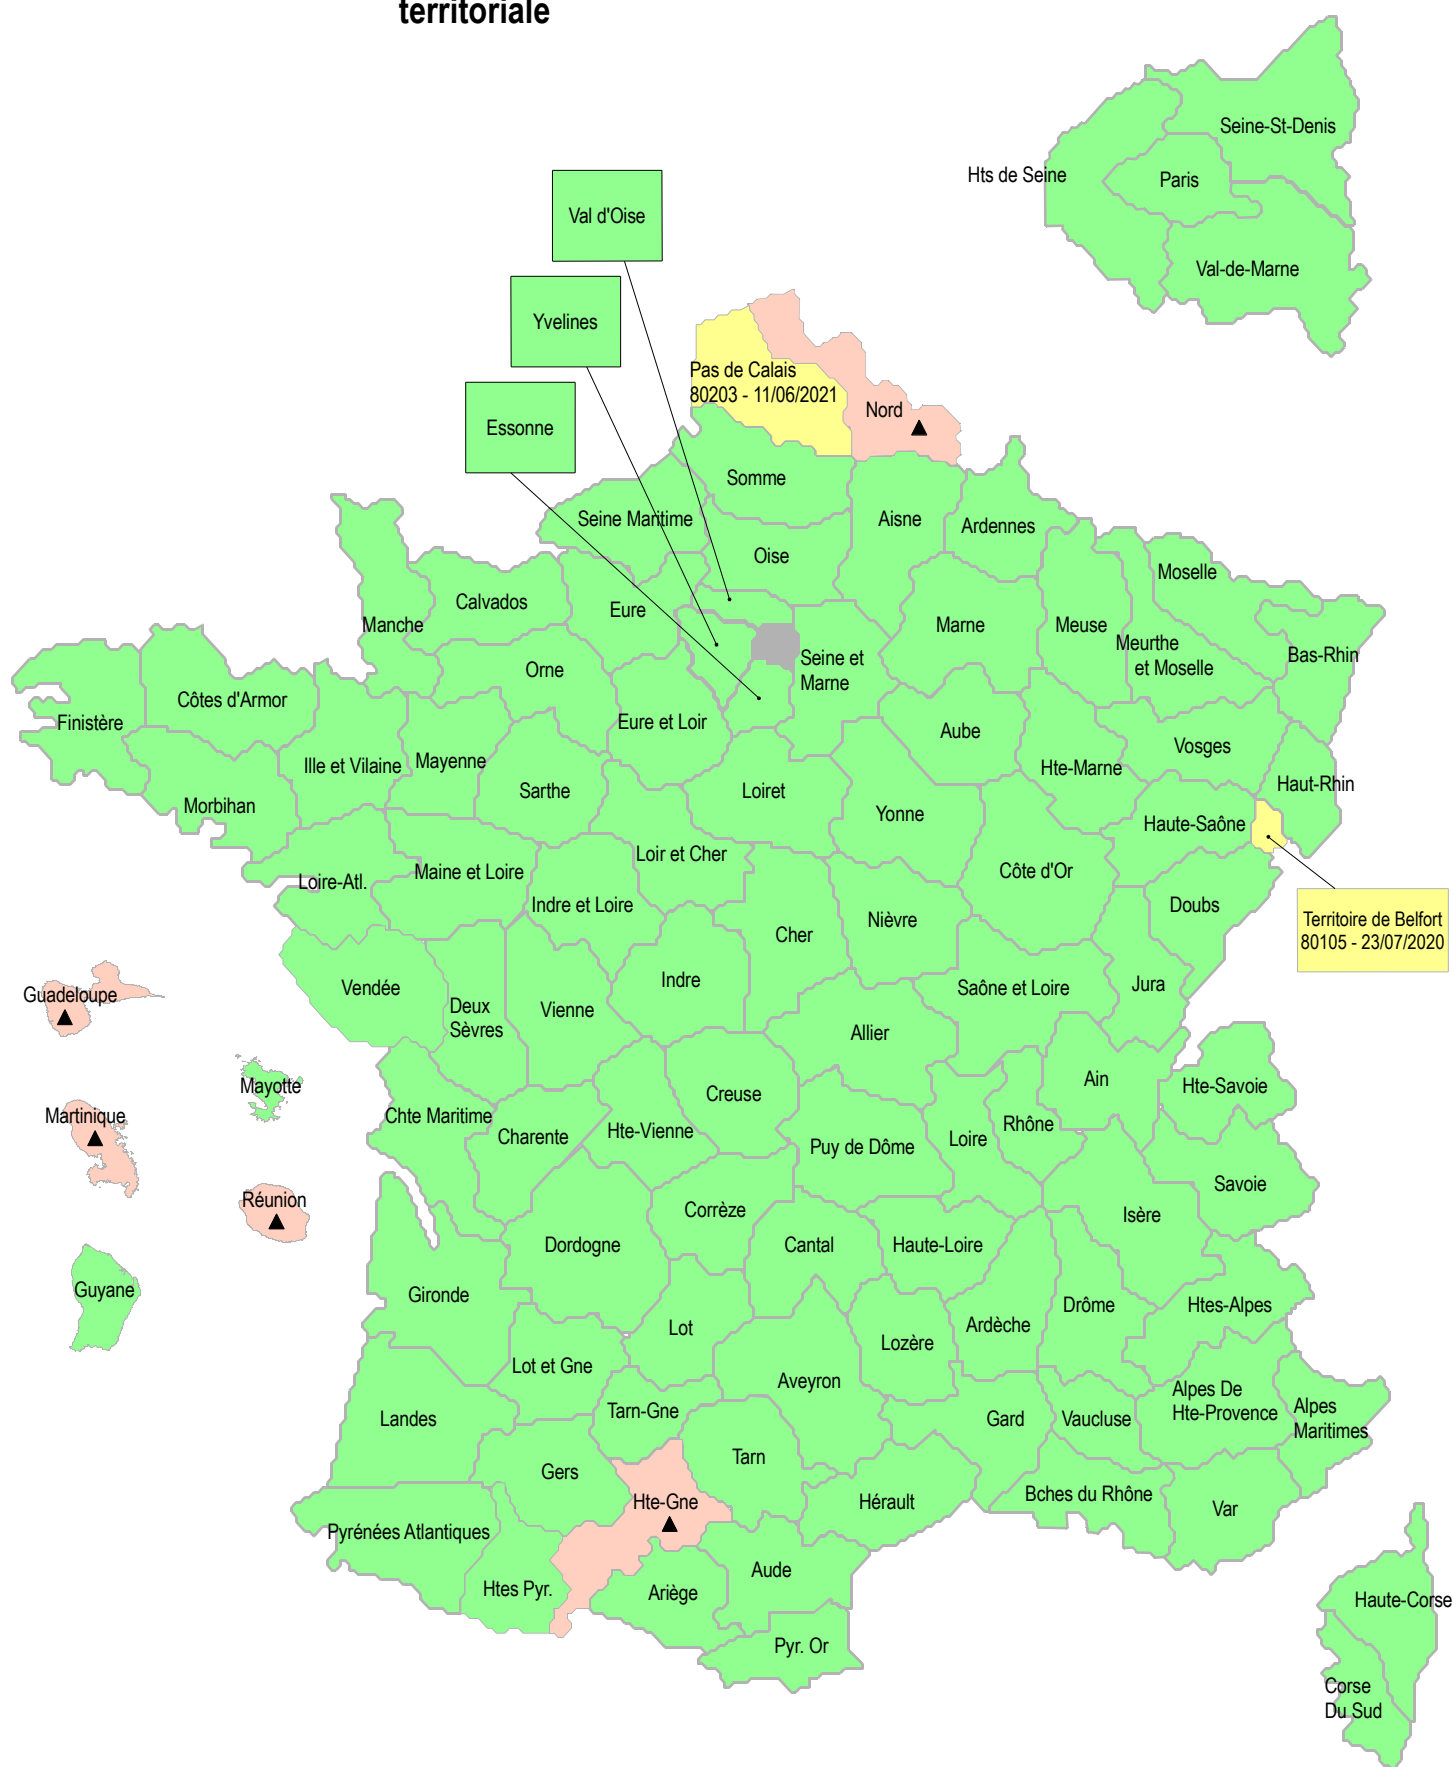 territoriale
Seine-St-Denis
Hts de Seine
Paris
Val d'Oise
Val-de-Marne
Yvelines
Pas de Calais
80203 - 11/06/2021
Nord
Essonne
Somme
Seine Maritime
Aisne
Ardennes
Oise
Moselle
Calvados
Eure
Manche
Marne
Meuse
Meurthe
et Moselle
Bas-Rhin
Seine et
Marne
Orne
Côtes d'Armor
Finistère
Eure et Loir
Aube
Vosges
Ille et Vilaine
Mayenne
Hte-Marne
Haut-Rhin
Sarthe
Loiret
Morbihan
Yonne
Haute-Saône
Loir et Cher
Maine et Loire
Côte d'Or
Loire-Atl.
Indre et Loire
Doubs
Territoire de Belfort
80105 - 23/07/2020
Nièvre
Cher
Indre
Vendée
Saône et Loire
Jura
Guadeloupe
Deux
Sèvres
Vienne
Allier
Mayotte
Creuse
Ain
Hte-Savoie
Martinique
Chte Maritime
Charente
Hte-Vienne
Rhône
Loire
Puy de Dôme
Savoie
Réunion
Corrèze
Isère
Dordogne
Cantal
Haute-Loire
Guyane
Gironde
Drôme
Htes-Alpes
Lot
Ardèche
Lozère
Lot et Gne
Aveyron
Alpes De
Hte-Provence
Alpes
Maritimes
Landes
Tarn-Gne
Gard
Vaucluse
Tarn
Gers
Hte-Gne
Hérault
Bches du Rhône
Var
Pyrénées Atlantiques
Aude
Htes Pyr.
Ariège
Haute-Corse
Pyr. Or
Corse
Du Sud